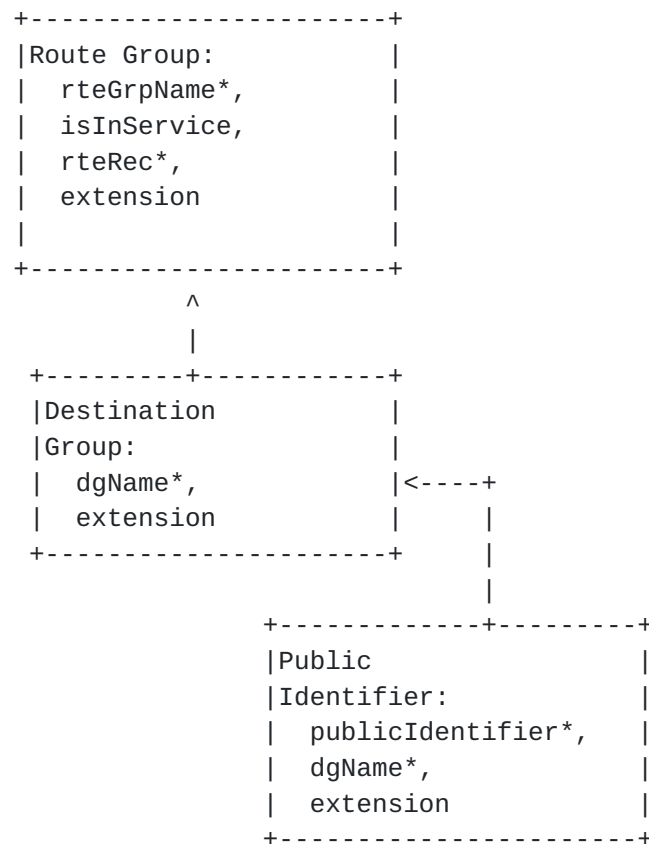 Route Group:
rteGrpName*,
isInService,
rteRec*,
extension
Destination
Group:
dgName*,
extension
Public
Identifier:
publicIdentifier*,
dgName*,
extension